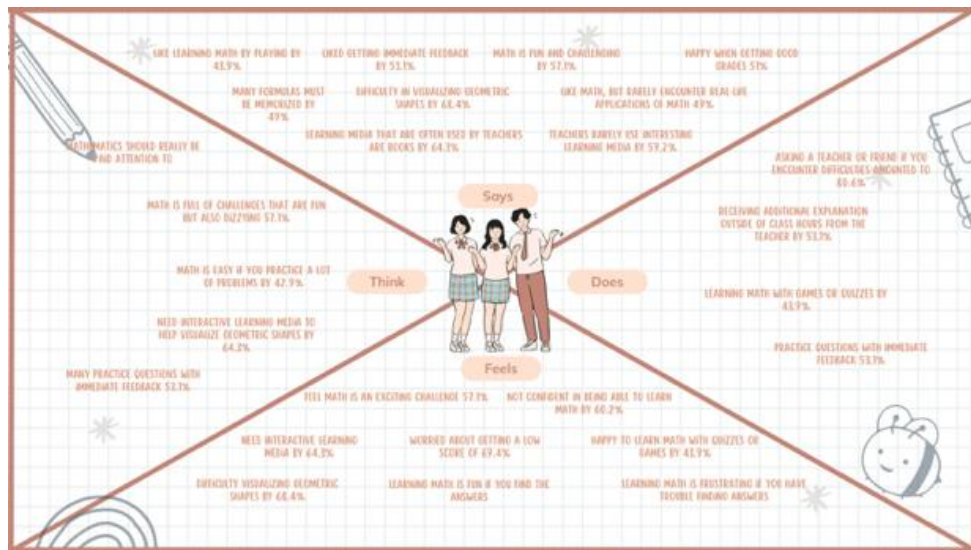 LIKE LEARNING MATH BY PLAYING BY
43.9%
LIKED GETTING IMMEDIATE FEEDBACK
BY 53.1%
MATH IS FUN AND CHALLENGING
BY 57.1%
HAPPY WHEN GETTING GOOD
GRADES 51%
MANY FORMULAS MUST
BE MEMORIZED BY
49%
DIFFICULTY IN VISUALIZING GEOMETRIC
SHAPES BY 68.4%
LIKE MATH, BUT RARELY ENCOUNTER REAL-LIFE
APPLICATIONS OF MATH 49%
LEARNING MEDIA THAT ARE OFTEN USED BY TEACHERS
ARE BOOKS BY 64.3%
TEACHERS RARELY USE INTERESTING
LEARNING MEDIA BY 59.2%
Says
MATHEMATICS SHOULD REALLY BE
PAID ATTENTION TO
MATH IS FULL OF CHALLENGES THAT ARE FUN
BUT ALSO DIZZYING 57.1%
MATH IS EASY IF YOU PRACTICE A LOT
OF PROBLEMS BY 42.9%
NEED INTERACTIVE LEARNING MEDIA TO
HELP VISUALIZE GEOMETRIC SHAPES BY
64.3%
MANY PRACTICE QUESTIONS WITH
IMMEDIATE FEEDBACK 53.1%
Think
Does
ASKING A TEACHER OR FRIEND IF YOU
ENCOUNTER DIFFICULTIES AMOUNTED TO
80.6%
RECEIVING ADDITIONAL EXPLANATION
OUTSIDE OF CLASS HOURS FROM THE
TEACHER BY 53.1%
LEARNING MATH WITH GAMES OR QUIZZES BY
43.9%
PRACTICE QUESTIONS WITH IMMEDIATE
FEEDBACK 53.1%
Feels
FEEL MATH IS AN EXCITING CHALLENGE 57.1%
NOT CONFIDENT IN BEING ABLE TO LEARN
MATH BY 60.2%
NEED INTERACTIVE LEARNING
MEDIA BY 64.3%
WORRIED ABOUT GETTING A LOW
SCORE OF 69.4%
HAPPY TO LEARN MATH WITH QUIZZES OR
GAMES BY 43.9%
DIFFICULTY VISUALIZING GEOMETRIC
SHAPES BY 68.4%
LEARNING MATH IS FUN IF YOU FIND THE
ANSWERS
LEARNING MATH IS FRUSTRATING IF YOU HAVE
TROUBLE FINDING ANSWERS